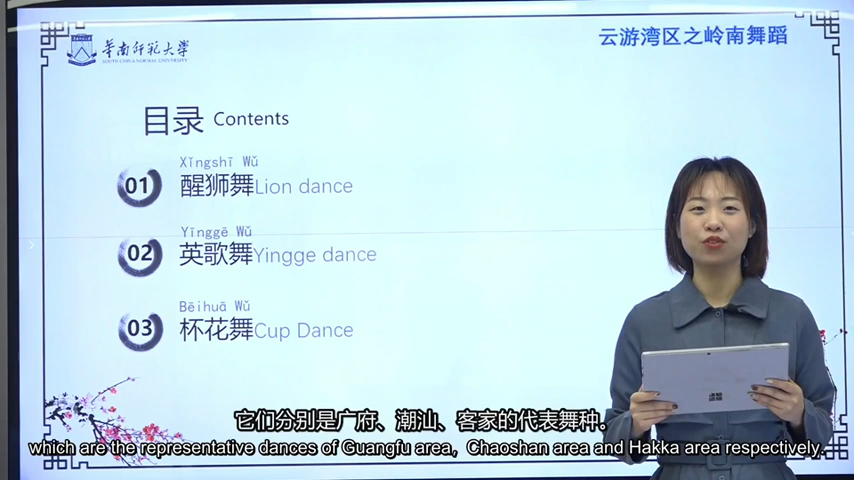 华南师范大学
SOUTH CHINA NORMAL UNIVERSITY
云游湾区之岭南舞蹈
目录 Contents
Xǐngshī Wǔ
01 醒狮舞Lion dance
Yīnggē Wǔ
02 英歌舞Yingge dance
Bēihuā Wǔ
03 杯花舞Cup Dance
它们分别是广府、潮汕、客家的代表舞种。
which are the representative dances of Guangfu area, Chaoshan area and Hakka area respectively.